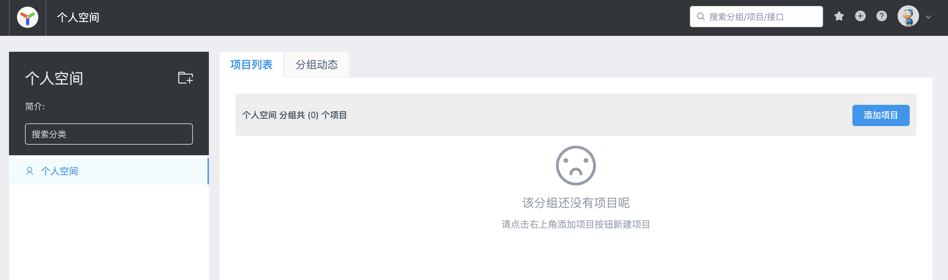 个人空间
搜索分组/项目/接口
个人空间
简介:
搜索分类
个人空间
项目列表
分组动态
个人空间 分组共 (0) 个项目
添加项目
该分组还没有项目呢
请点击右上角添加项目按钮新建项目